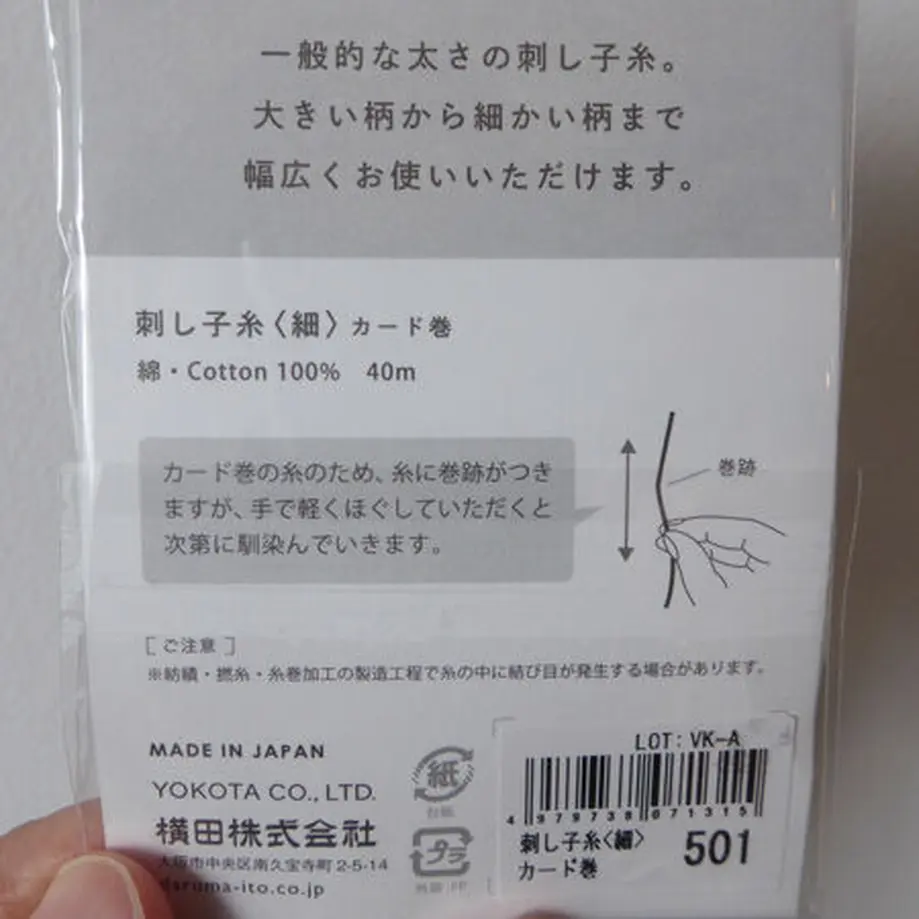 一般的な太さの刺し子糸。
大きい柄から細かい柄まで
幅広くお使いいただけます。
刺し子糸〈細〉カード巻
綿・Cotton 100%　40m
カード巻の糸のため、糸に巻跡がつき
ますが、手で軽くほぐしていただくと
次第に馴染んでいきます。
巻跡
［ご注意］
※紡績・撚糸・糸巻加工の製造工程で糸の中に結び目が発生する場合があります。
MADE IN JAPAN
YOKOTA CO., LTD.
横田株式会社
大阪市中央区南久宝寺町 2-5-14
daruma-ito.co.jp
紙
台紙
プラ
外袋:PP
LOT: VK-A
4 979738 071315
刺し子糸〈細〉
カード巻
501